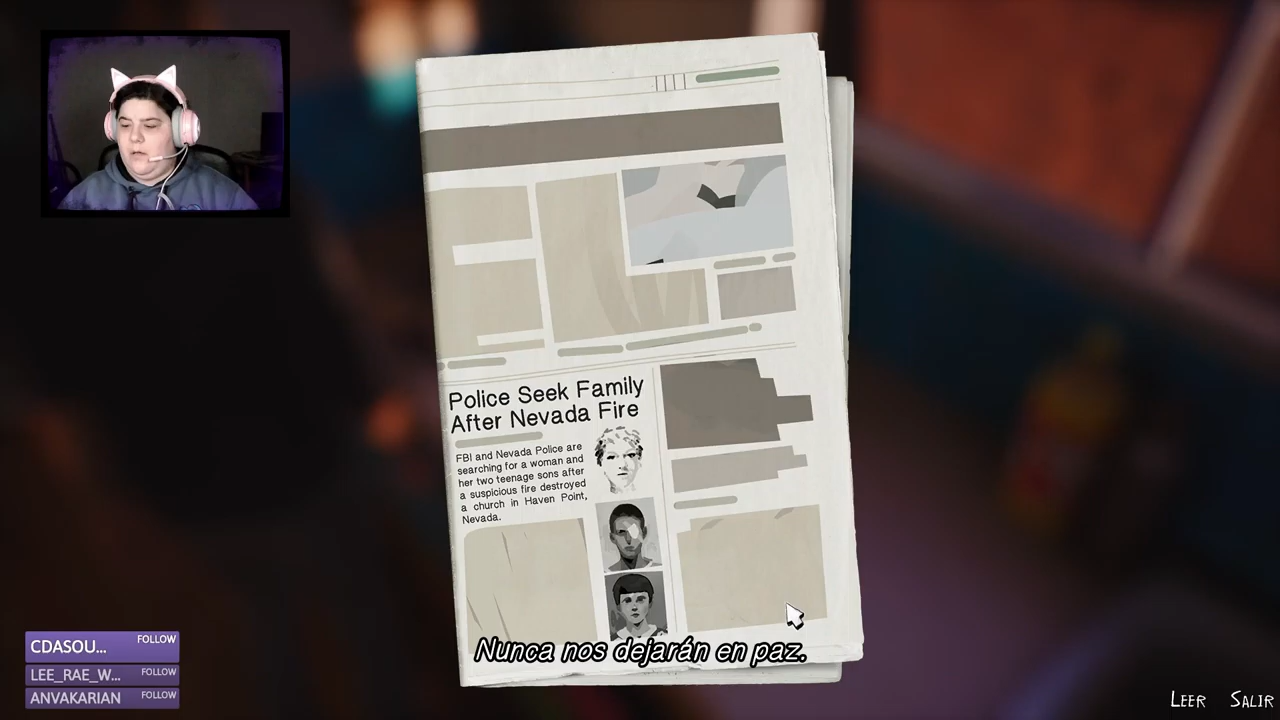 Police Seek Family
After Nevada Fire
FBI and Nevada Police are
searching for a woman and
her two teenage sons after
a suspicious fire destroyed
a church in Haven Point,
Nevada.
Nunca nos dejarán en paz.
CDASOU... FOLLOW
LEE_RAE_W... FOLLOW
ANVAKARIAN FOLLOW
LEER SALIR